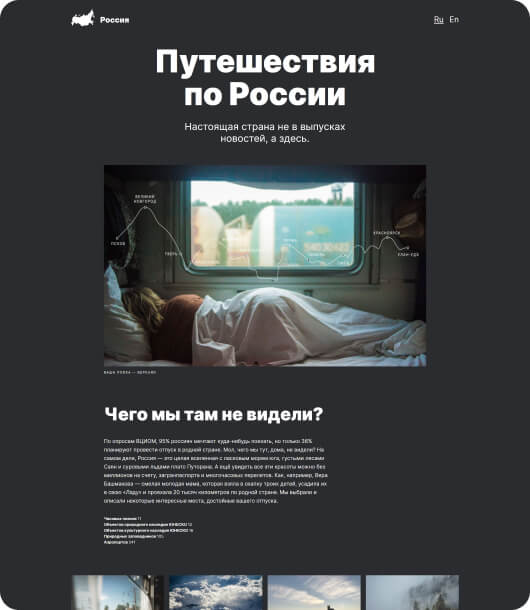 Россия
Ru En
Путешествия
по России
Настоящая страна не в выпусках
новостей, а здесь.
ВЕЛИКИЙ
НОВГОРОД
ПСКОВ
ТВЕРЬ
КРАСНОЯРСК
УЛАН-УДЭ
ВАША ПОЛКА — ВЕРХНЯЯ
Чего мы там не видели?
По опросам ВЦИОМ, 95% россиян мечтают куда-нибудь поехать, но только 36%
планируют провести отпуск в родной стране. Мол, чего мы тут, дома, не видели? На
самом деле, Россия — это целая вселенная с ласковым морем юга, густыми лесами
Саян и суровыми льдами плато Путорана. А ещё увидеть все эти красоты можно без
миллионов на счету, загранпаспорта и многочасовых перелетов. Как, например, Вера
Башмакова — смелая молодая мама, которая взяла в охапку троих детей, усадила их
в свою «Ладу» и проехала 20 тысяч километров по родной стране. Мы выбрали и
описали некоторые интересные места, достойные вашего отпуска.
Часовых поясов 11
Объектов природного наследия ЮНЕСКО
Объектов культурного наследия ЮНЕСКО
Природных заповедников
Аэропортов